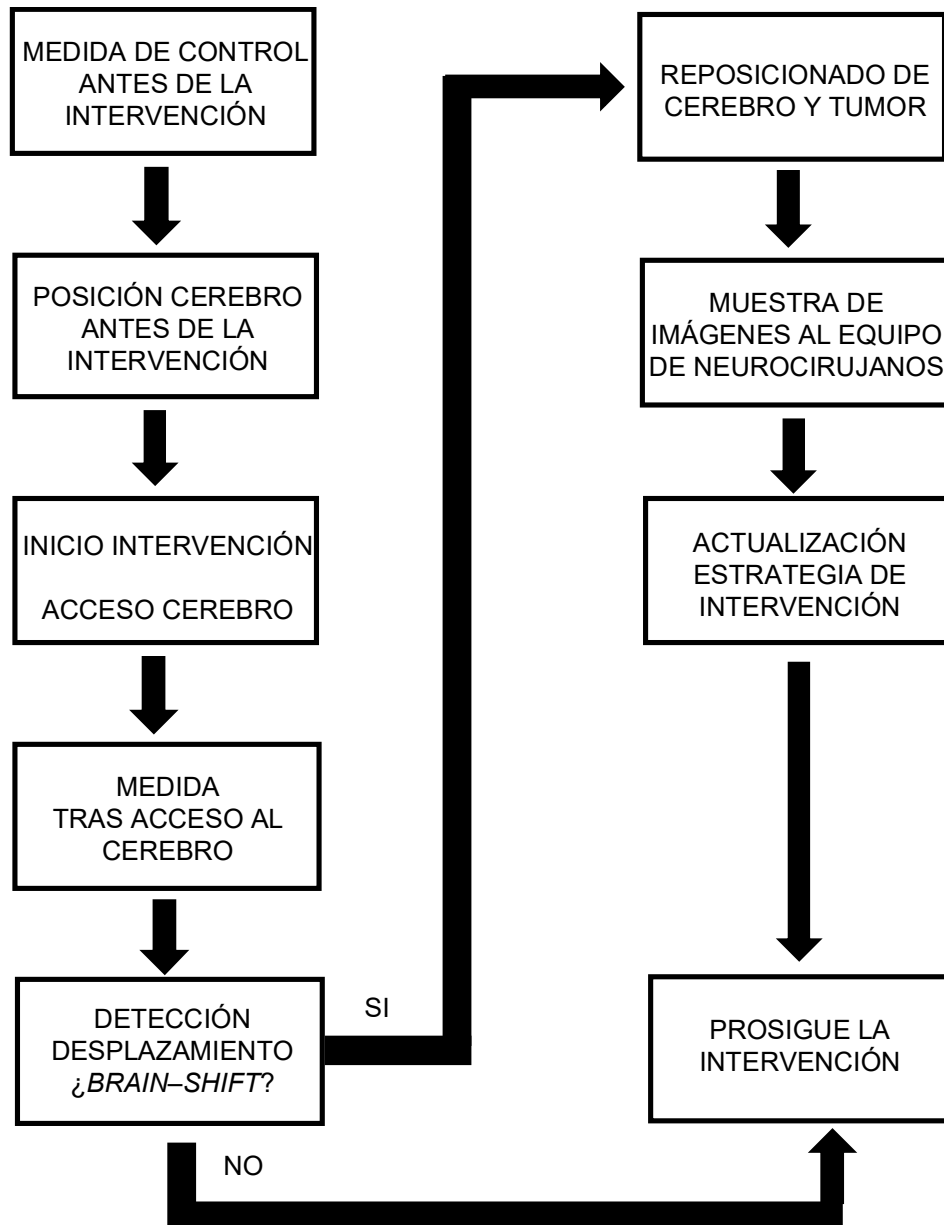 MEDIDA DE CONTROL
ANTES DE LA
INTERVENCIÓN
POSICIÓN CEREBRO
ANTES DE LA
INTERVENCIÓN
INICIO INTERVENCIÓN
ACCESO CEREBRO
MEDIDA
TRAS ACCESO AL
CEREBRO
DETECCIÓN
DESPLAZAMIENTO
¿BRAIN–SHIFT?
SI
NO
REPOSICIONADO DE
CEREBRO Y TUMOR
MUESTRA DE
IMÁGENES AL EQUIPO
DE NEUROCIRUJANOS
ACTUALIZACIÓN
ESTRATEGIA DE
INTERVENCIÓN
PROSIGUE LA
INTERVENCIÓN